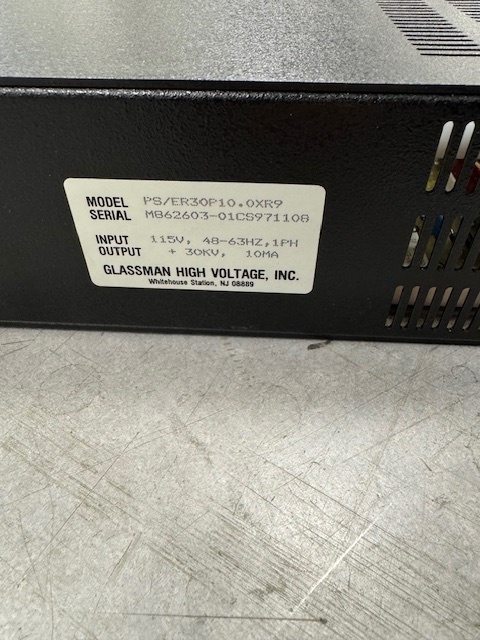 MODEL PS/ER30P10.0XR9
SERIAL M862603-01CS971108
INPUT 115V, 48-63HZ,1PH
OUTPUT + 30KV, 10MA
GLASSMAN HIGH VOLTAGE, INC.
Whitehouse Station, NJ 08889